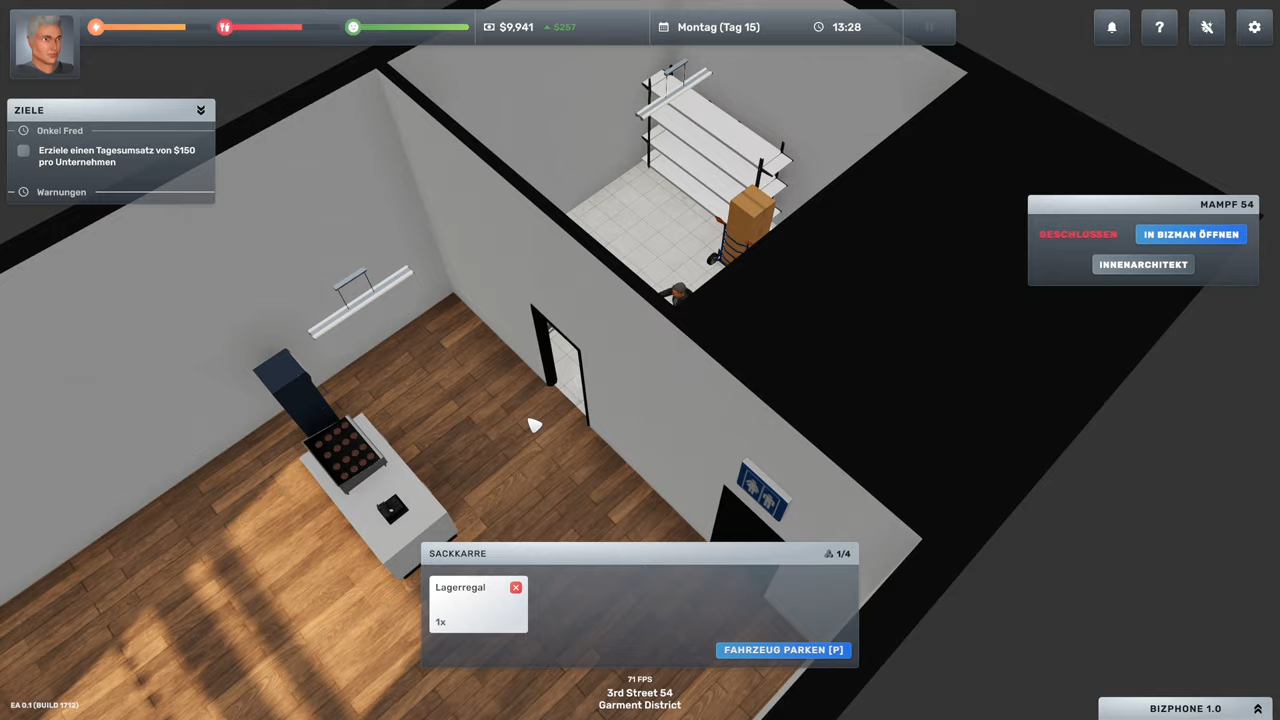 $9,941 ▲ $257
Montag (Tag 15)
13:28
?
ZIELE
Onkel Fred
Erziele einen Tagesumsatz von $150
pro Unternehmen
Warnungen
MAMPF 54
GESCHLOSSEN
IN BIZMAN ÖFFNEN
INNENARCHITEKT
SACKKARRE
1/4
Lagerregal
1x
FAHRZEUG PARKEN [P]
71 FPS
3rd Street 54
Garment District
EA 0.1 (BUILD 1712)
BIZPHONE 1.0